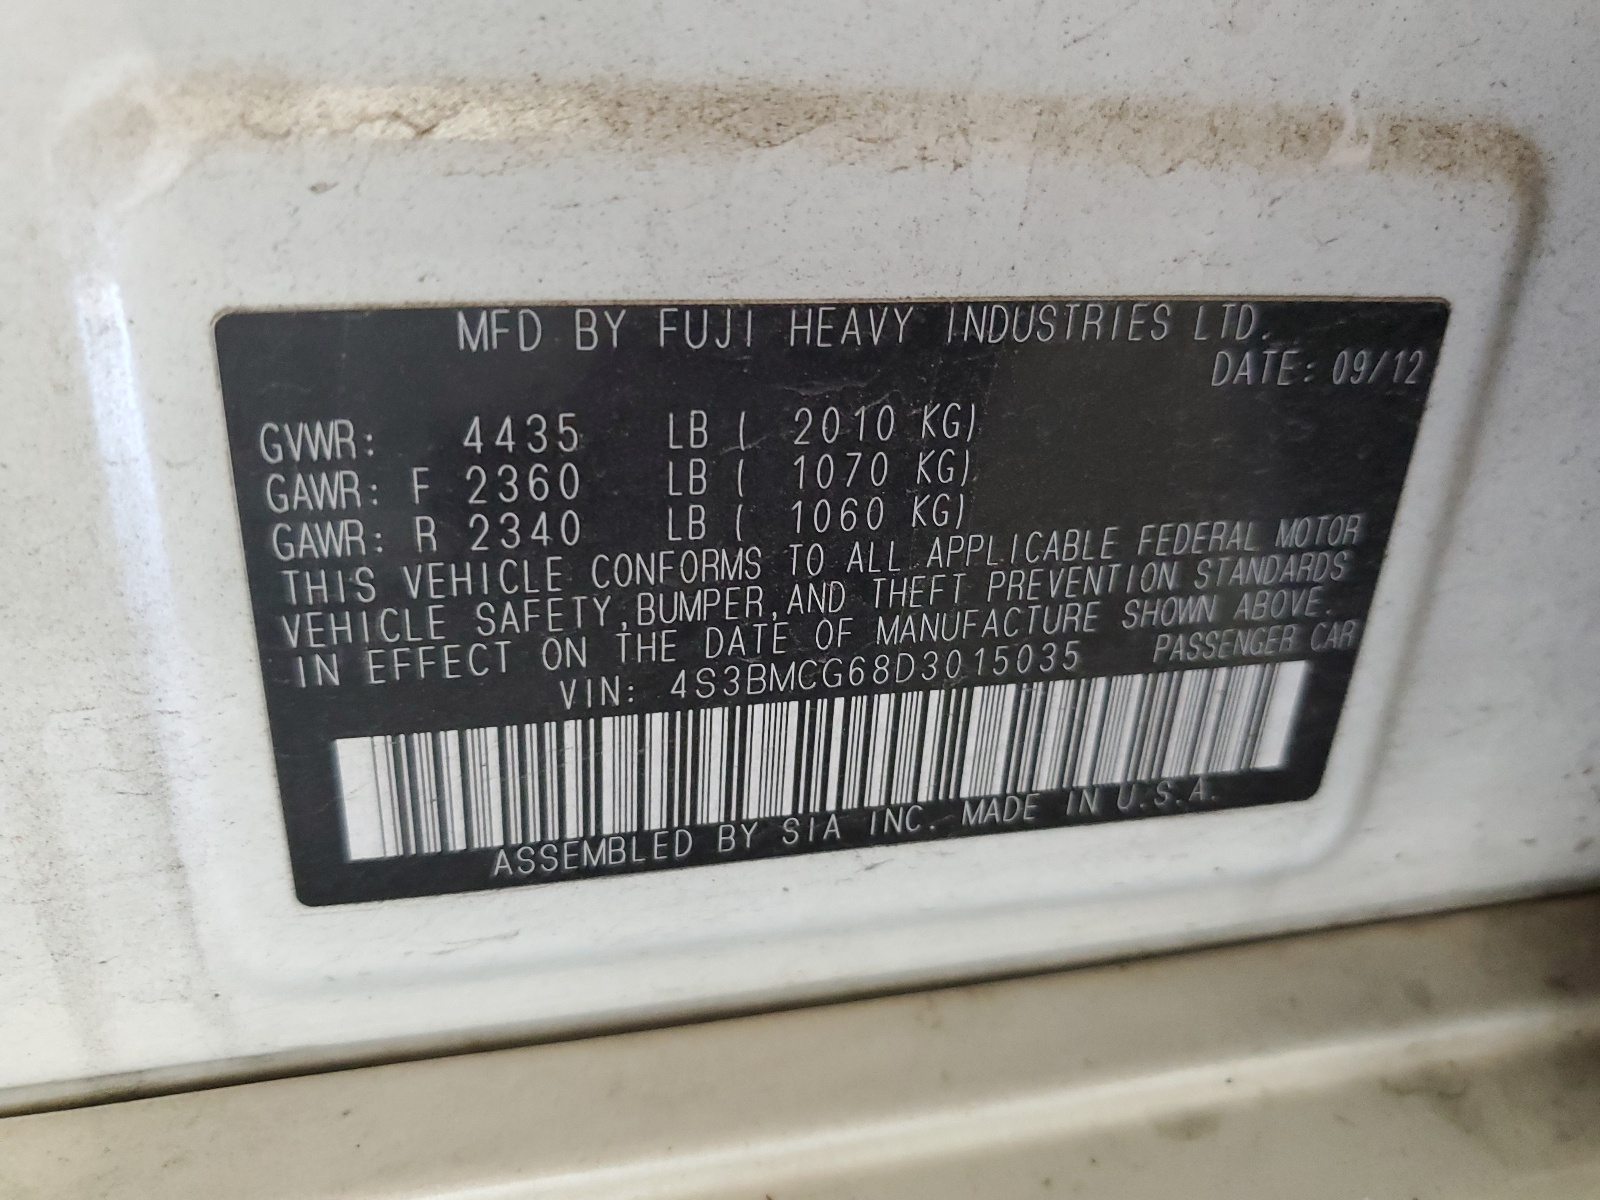 MFD BY FUJI HEAVY INDUSTRIES LTD.
DATE: 09/12
GVWR: 4435 LB ( 2010 KG)
GAWR: F 2360 LB ( 1070 KG)
GAWR: R 2340 LB ( 1060 KG)
THIS VEHICLE CONFORMS TO ALL APPLICABLE FEDERAL MOTOR
VEHICLE SAFETY, BUMPER, AND THEFT PREVENTION STANDARDS
IN EFFECT ON THE DATE OF MANUFACTURE SHOWN ABOVE.
VIN: 4S3BMCG68D3015035 PASSENGER CAR
ASSEMBLED BY SIA INC. MADE IN U.S.A.